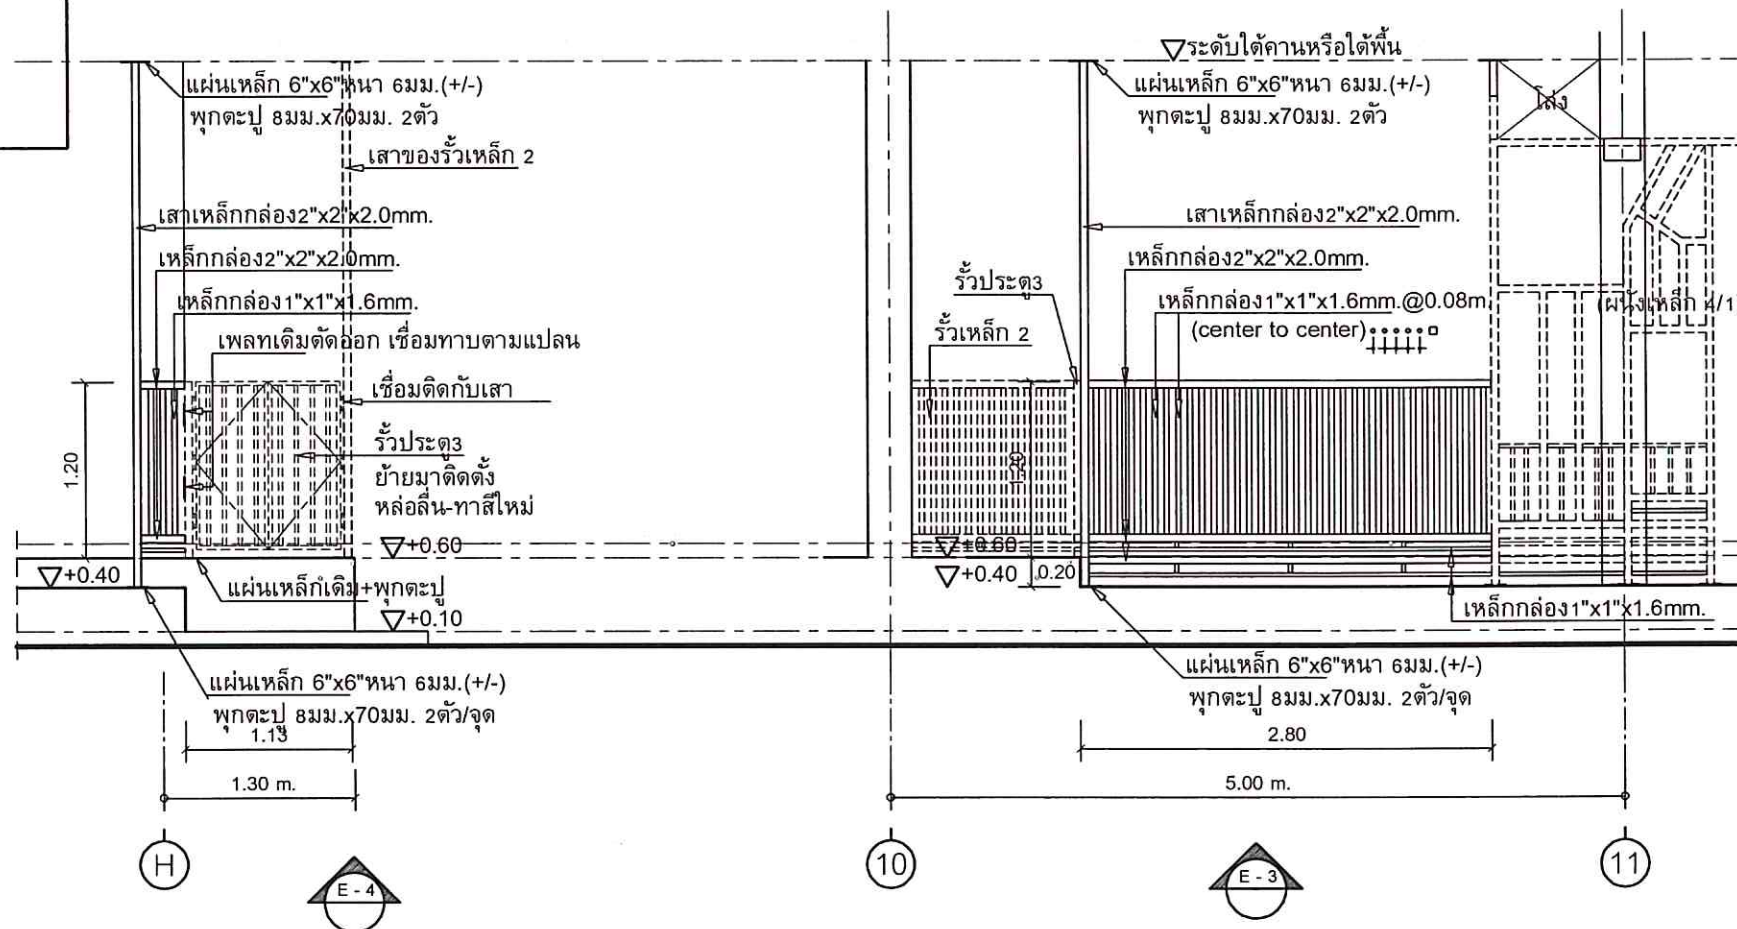 ระดับใต้คานหรือใต้พื้น
แผ่นเหล็ก 6"x6"หนา 6มม.(+/-)
พุกตะปู 8มม.x70มม. 2ตัว
เสาของรั้วเหล็ก 2
เสาเหล็กกล่อง2"x2"x2.0mm.
เหล็กกล่อง2"x2"x2.0mm.
เหล็กกล่อง1"x1"x1.6mm.
เพลทเดิมตัดออก เชื่อมทาบตามแปลน
เชื่อมติดกับเสา
รั้วประตู3
ย้ายมาติดตั้ง
หล่อลื่น-ทาสีใหม่
1.20
+0.60
+0.40
แผ่นเหล็กเดิม+พุกตะปู
+0.10
แผ่นเหล็ก 6"x6"หนา 6มม.(+/-)
พุกตะปู 8มม.x70มม. 2ตัว/จุด
1.13
1.30 m.
H
E - 4
แผ่นเหล็ก 6"x6"หนา 6มม.(+/-)
พุกตะปู 8มม.x70มม. 2ตัว
โล่ง
เสาเหล็กกล่อง2"x2"x2.0mm.
เหล็กกล่อง2"x2"x2.0mm.
รั้วประตู3
เหล็กกล่อง1"x1"x1.6mm.@0.08m.
(center to center)
(ผนังเหล็ก 4/1)
รั้วเหล็ก 2
1.20
+0.60
+0.40
0.20
เหล็กกล่อง1"x1"x1.6mm.
แผ่นเหล็ก 6"x6"หนา 6มม.(+/-)
พุกตะปู 8มม.x70มม. 2ตัว/จุด
2.80
5.00 m.
10
E - 3
11